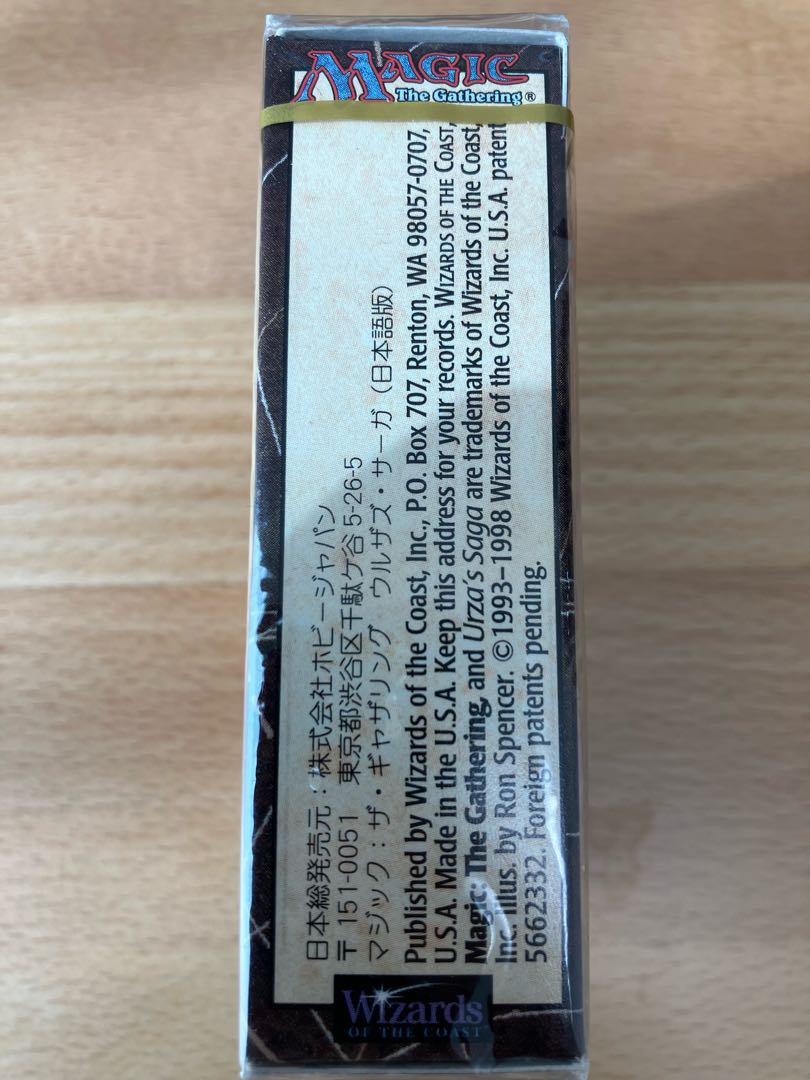 MAGIC
The Gathering®
日本総発売元：株式会社ホビージャパン
〒151-0051 東京都渋谷区千駄ケ谷 5-26-5
マジック：ザ・ギャザリング ウルザズ・サーガ（日本語版）
Published by Wizards of the Coast, Inc., P.O. Box 707, Renton, WA 98057-0707,
U.S.A. Made in the U.S.A. Keep this address for your records. WIZARDS OF THE COAST,
Magic: The Gathering, and Urza's Saga are trademarks of Wizards of the Coast,
Inc. Illus. by Ron Spencer. ©1993–1998 Wizards of the Coast, Inc. U.S.A. patent
5662332. Foreign patents pending.
Wizards
OF THE COAST